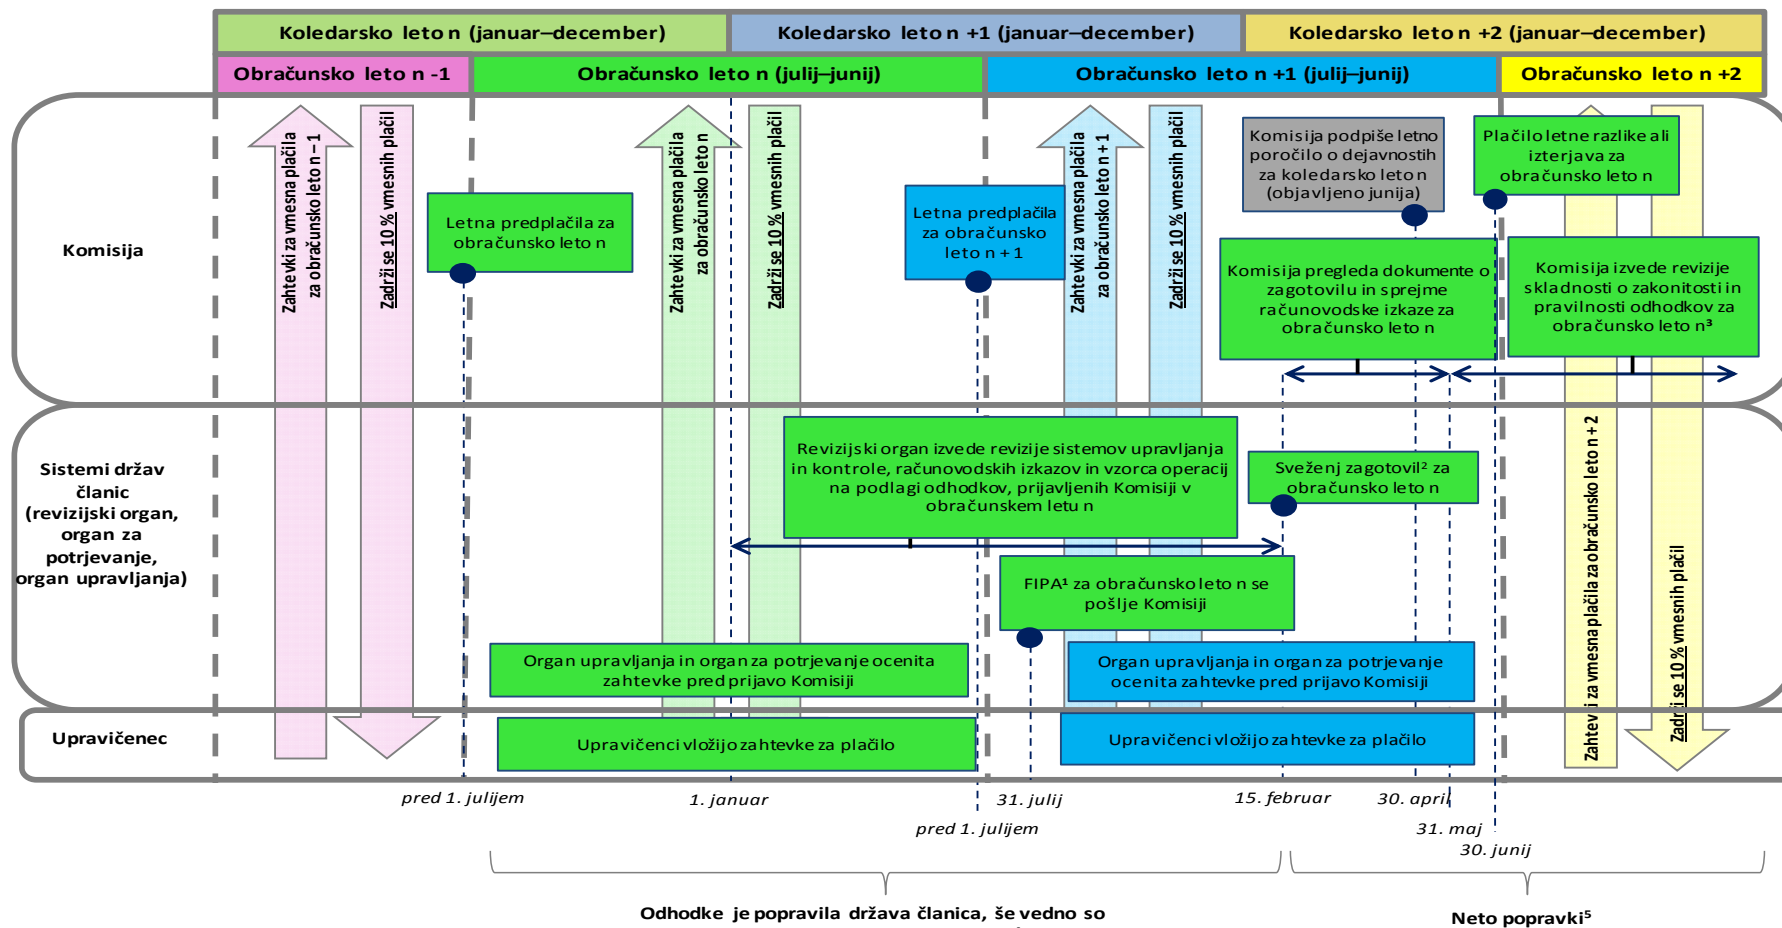 Koledarsko leto n (januar–december)
Koledarsko leto n +1 (januar–december)
Koledarsko leto n +2 (januar–december)
Obračunsko leto n -1
Obračunsko leto n (julij–junij)
Obračunsko leto n +1 (julij–junij)
Obračunsko leto n +2
Komisija
Zahtevki za vmesna plačila
za obračunsko leto n – 1
Zadrži se 10 % vmesnih plačil
Letna predplačila za
obračunsko leto n
Zahtevki za vmesna plačila
za obračunsko leto n
Zadrži se 10 % vmesnih plačil
Letna predplačila
za obračunsko
leto n + 1
Zahtevki za vmesna plačila
za obračunsko leto n + 1
Zadrži se 10 % vmesnih plačil
Komisija podpiše letno
poročilo o dejavnostih
za koledarsko leto n
(objavljeno junija)
Plačilo letne razlike ali
izterjava za
obračunsko leto n
Komisija pregleda dokumente o
zagotovilu in sprejme
računovodske izkaze za
obračunsko leto n
Komisija izvede revizije
skladnosti o zakonitosti in
pravilnosti odhodkov za
obračunsko leto n³
Sistemi držav
članic
(revizijski organ,
organ za
potrjevanje,
organ upravljanja)
Revizijski organ izvede revizije sistemov upravljanja
in kontrole, računovodskih izkazov in vzorca operacij
na podlagi odhodkov, prijavljenih Komisiji v
obračunskem letu n
Sveženj zagotovil² za
obračunsko leto n
FIPA¹ za obračunsko leto n se
pošlje Komisiji
Organ upravljanja in organ za potrjevanje ocenita
zahtevke pred prijavo Komisiji
Organ upravljanja in organ za potrjevanje
ocenita zahtevke pred prijavo Komisiji
Zahtevki za vmesna plačila za obračunsko leto n + 2
Zadrži se 10 % vmesnih plačil
Upravičenec
Upravičenci vložijo zahtevke za plačilo
Upravičenci vložijo zahtevke za plačilo
pred 1. julijem
1. januar
31. julij
15. februar
30. april
pred 1. julijem
31. maj
30. junij
Odhodke je popravila država članica, še vedno so
Neto popravki⁵